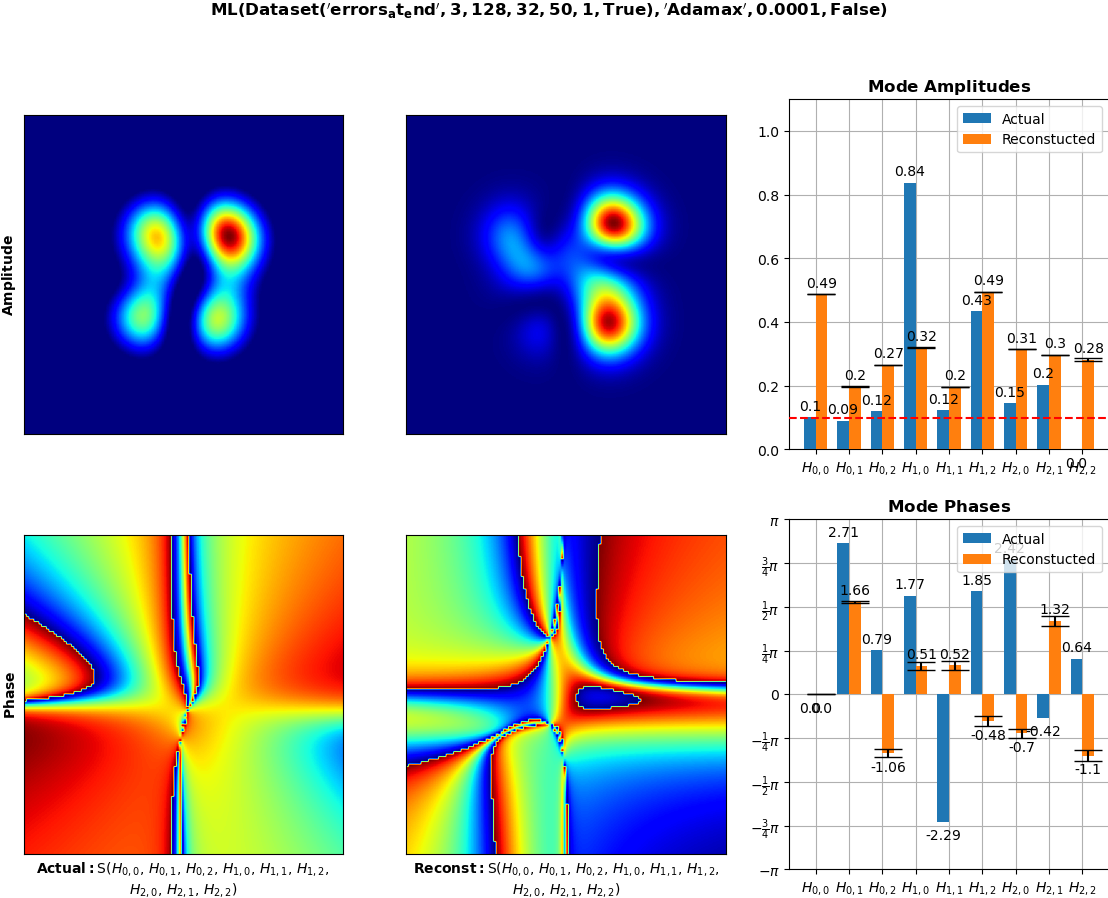 ML(Dataset('errorsₐtₑnd', 3, 128, 32, 50, 1, True), 'Adamax', 0.0001, False)
Amplitude
Mode Amplitudes
Actual
Reconstucted
1.0
0.8
0.6
0.4
0.2
0.0
0.1
0.49
0.09
0.2
0.12
0.27
0.84
0.32
0.12
0.2
0.43
0.49
0.15
0.31
0.2
0.3
0.0
0.28
H0,0 H0,1 H0,2 H1,0 H1,1 H1,2 H2,0 H2,1 H2,2
Phase
Mode Phases
Actual
Reconstucted
π
3/4π
1/2π
1/4π
0
−1/4π
−1/2π
−3/4π
−π
0.0
0.0
2.71
1.66
0.79
-1.06
1.77
0.51
-2.29
0.52
1.85
-0.48
2.42
-0.7
-0.42
1.32
0.64
-1.1
H0,0 H0,1 H0,2 H1,0 H1,1 H1,2 H2,0 H2,1 H2,2
Actual: S(H0,0, H0,1, H0,2, H1,0, H1,1, H1,2,
H2,0, H2,1, H2,2)
Reconst: S(H0,0, H0,1, H0,2, H1,0, H1,1, H1,2,
H2,0, H2,1, H2,2)